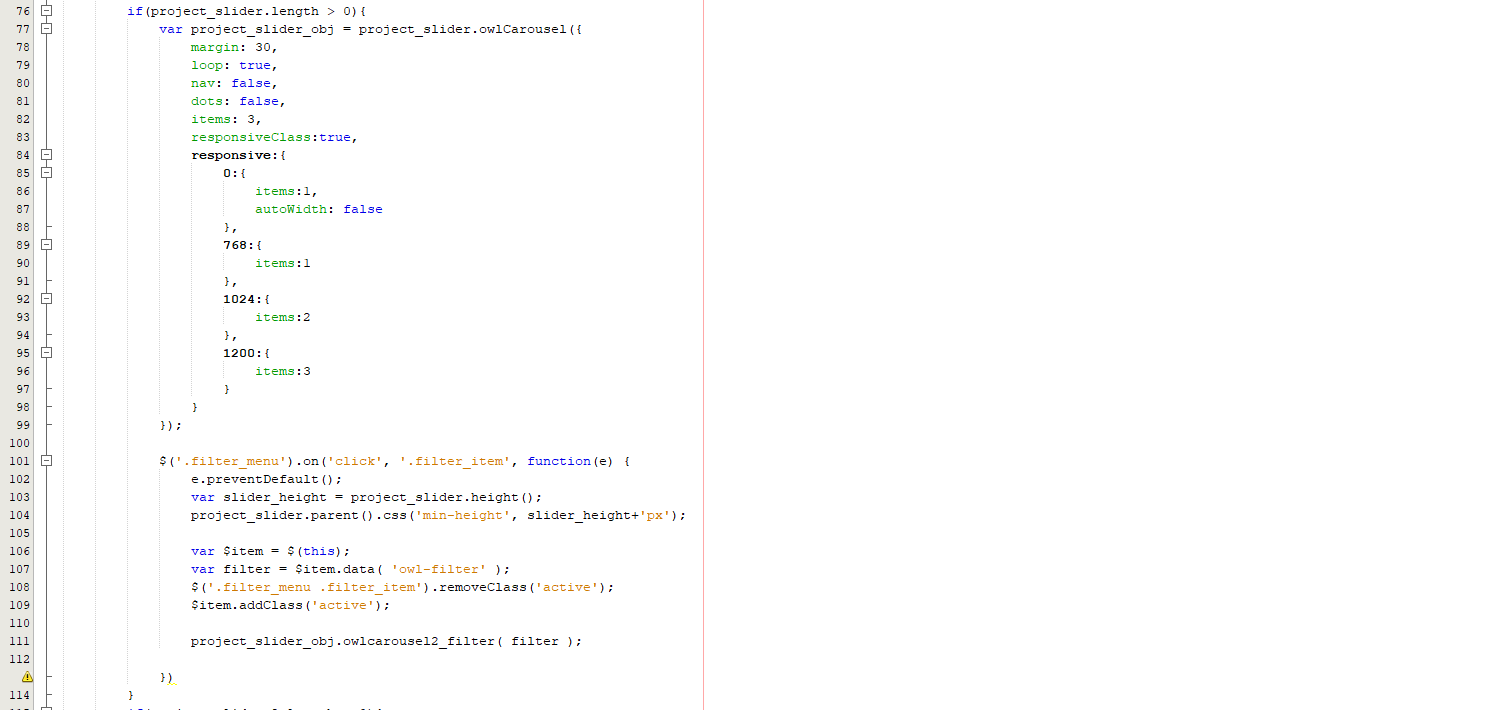 76 if(project_slider.length > 0){
77 var project_slider_obj = project_slider.owlCarousel({
78 margin: 30,
79 loop: true,
80 nav: false,
81 dots: false,
82 items: 3,
83 responsiveClass:true,
84 responsive:{
85 0:{
86 items:1,
87 autoWidth: false
88 },
89 768:{
90 items:1
91 },
92 1024:{
93 items:2
94 },
95 1200:{
96 items:3
97 }
98 }
99 });
100
101 $('.filter_menu').on('click', '.filter_item', function(e) {
102 e.preventDefault();
103 var slider_height = project_slider.height();
104 project_slider.parent().css('min-height', slider_height+'px');
105
106 var $item = $(this);
107 var filter = $item.data( 'owl-filter' );
108 $('.filter_menu .filter_item').removeClass('active');
109 $item.addClass('active');
110
111 project_slider_obj.owlcarousel2_filter( filter );
112
})
114 }